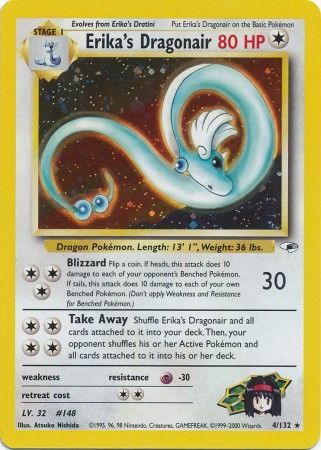 Evolves from Erika's Dratini Put Erika's Dragonair on the Basic Pokémon
STAGE 1
Erika's Dragonair 80 HP
Dragon Pokémon. Length: 13' 1", Weight: 36 lbs.
Blizzard Flip a coin. If heads, this attack does 10
damage to each of your opponent's Benched Pokémon.
If tails, this attack does 10 damage to each of your own
Benched Pokémon. (Don't apply Weakness and Resistance
for Benched Pokémon.)
30
Take Away Shuffle Erika's Dragonair and all
cards attached to it into your deck. Then, your
opponent shuffles his or her Active Pokémon and
all cards attached to it into his or her deck.
weakness resistance -30
retreat cost
LV. 32 #148
4/132 ★
Illus. Atsuko Nishida ©1995, 96, 98 Nintendo, Creatures, GAMEFREAK. ©1999-2000 Wizards.